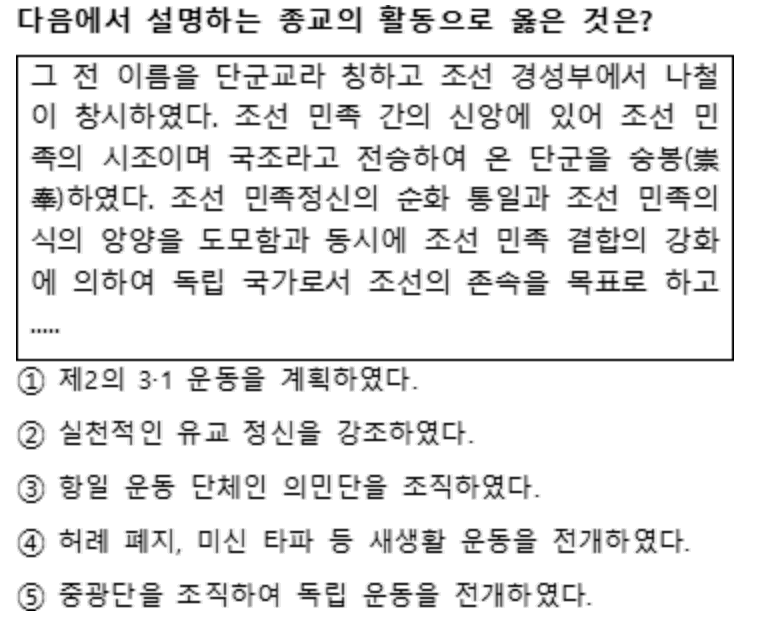 다음에서 설명하는 종교의 활동으로 옳은 것은?
그 전 이름을 단군교라 칭하고 조선 경성부에서 나철
이 창시하였다. 조선 민족 간의 신앙에 있어 조선 민
족의 시조이며 국조라고 전승하여 온 단군을 숭봉(崇
奉)하였다. 조선 민족정신의 순화 통일과 조선 민족의
식의 앙양을 도모함과 동시에 조선 민족 결합의 강화
에 의하여 독립 국가로서 조선의 존속을 목표로 하고
.....
① 제2의 3·1 운동을 계획하였다.
② 실천적인 유교 정신을 강조하였다.
③ 항일 운동 단체인 의민단을 조직하였다.
④ 허례 폐지, 미신 타파 등 새생활 운동을 전개하였다.
⑤ 중광단을 조직하여 독립 운동을 전개하였다.